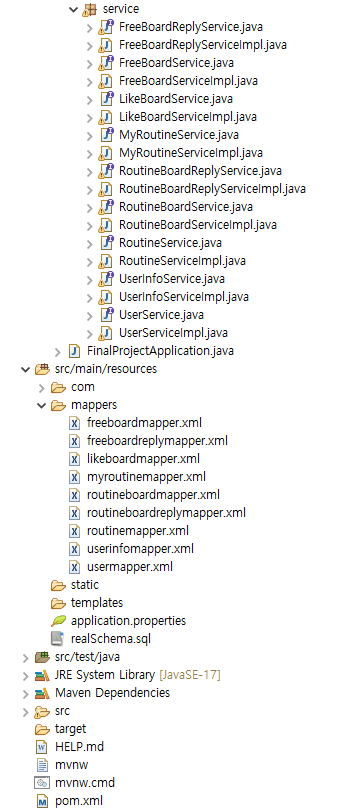 service
FreeBoardReplyService.java
FreeBoardReplyServiceImpl.java
FreeBoardService.java
FreeBoardServiceImpl.java
LikeBoardService.java
LikeBoardServiceImpl.java
MyRoutineService.java
MyRoutineServiceImpl.java
RoutineBoardReplyService.java
RoutineBoardReplyServiceImpl.java
RoutineBoardService.java
RoutineBoardServiceImpl.java
RoutineService.java
RoutineServiceImpl.java
UserInfoService.java
UserInfoServiceImpl.java
UserService.java
UserServiceImpl.java
FinalProjectApplication.java
src/main/resources
com
mappers
freeboardmapper.xml
freeboardreplymapper.xml
likeboardmapper.xml
myroutinemapper.xml
routineboardmapper.xml
routineboardreplymapper.xml
routinemapper.xml
userinfomapper.xml
usermapper.xml
static
templates
application.properties
realSchema.sql
src/test/java
JRE System Library [JavaSE-17]
Maven Dependencies
src
target
HELP.md
mvnw
mvnw.cmd
pom.xml